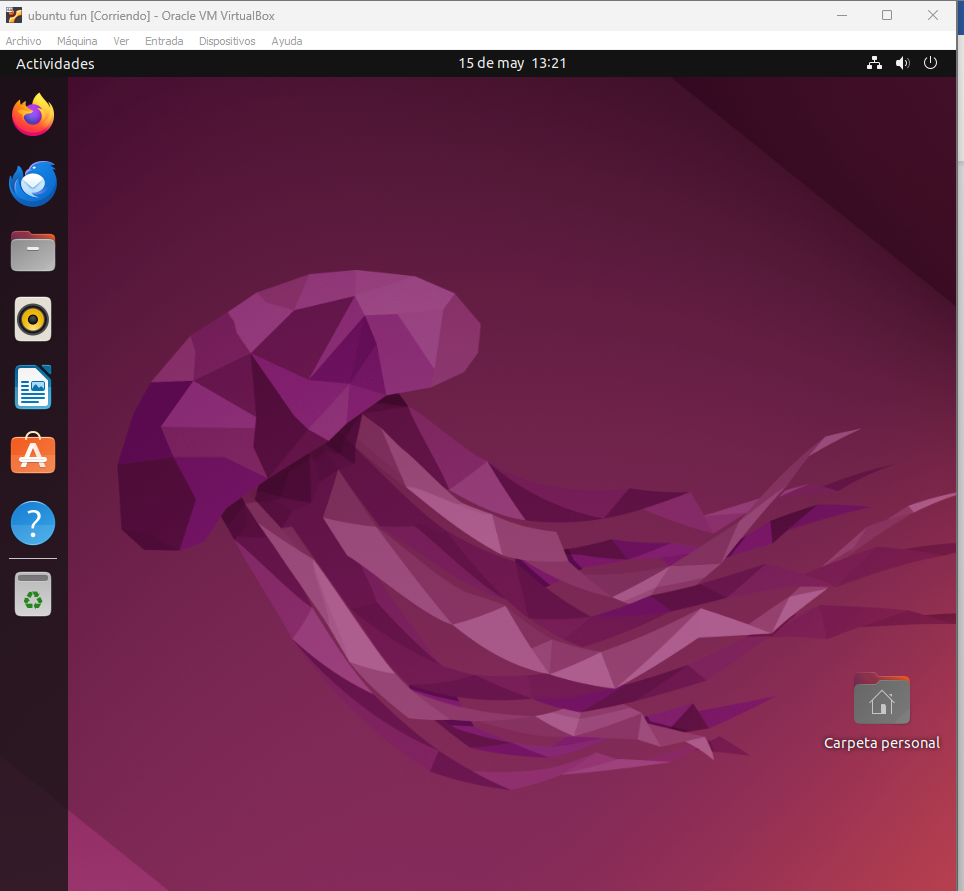 ubuntu fun [Corriendo] - Oracle VM VirtualBox
Archivo Máquina Ver Entrada Dispositivos Ayuda
Actividades 15 de may 13:21
?
Carpeta personal